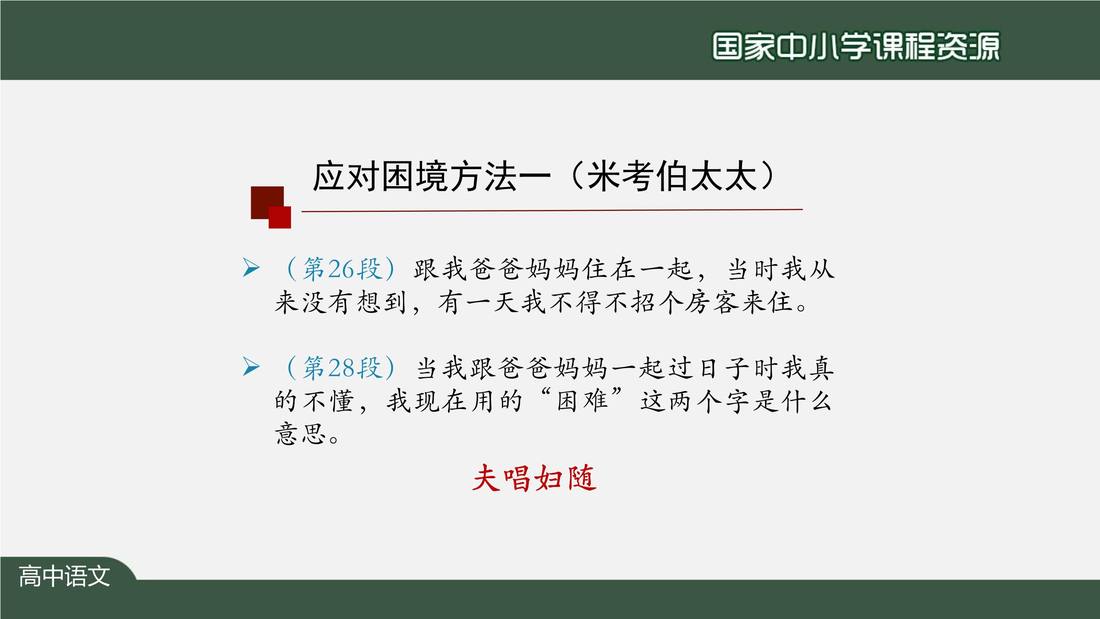 国家中小学课程资源
应对困境方法一（米考伯太太）
（第26段）跟我爸爸妈妈住在一起，当时我从
来没有想到，有一天我不得不招个房客来住。
（第28段）当我跟爸爸妈妈一起过日子时我真
的不懂，我现在用的“困难”这两个字是什么
意思。
夫唱妇随
高中语文